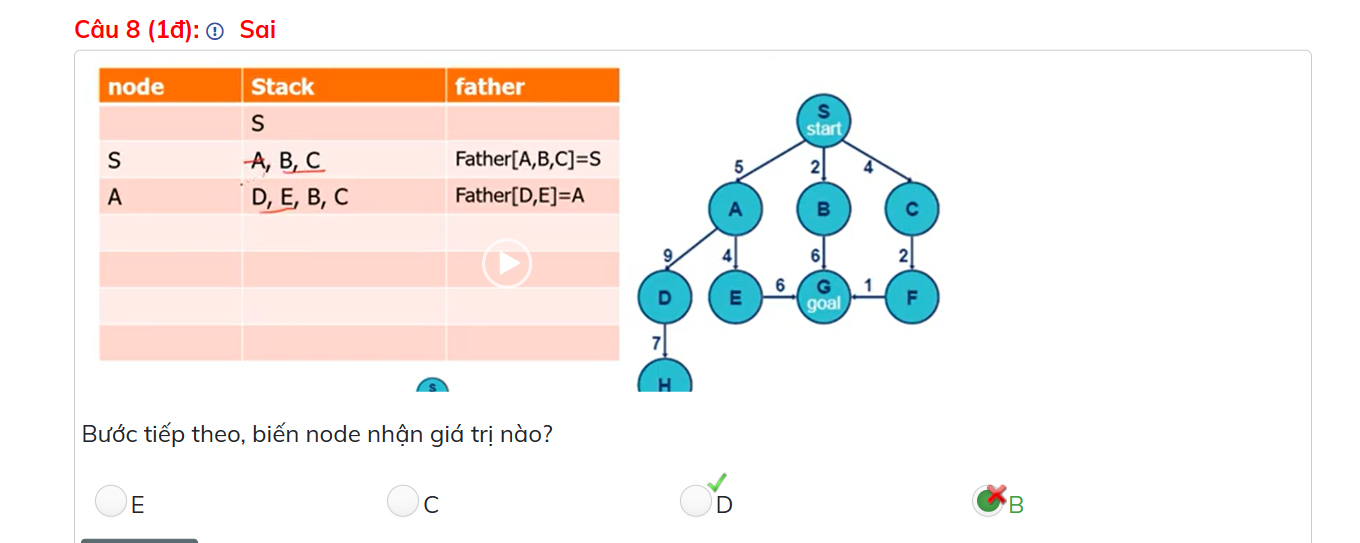 Câu 8 (1đ): Sai
node Stack father
S
S A, B, C Father[A,B,C]=S
A D, E, B, C Father[D,E]=A
S
start
5 2 4
A B C
9 4 6 2
D E 6 G
goal 1 F
7
H
S
Bước tiếp theo, biến node nhận giá trị nào?
E C D B